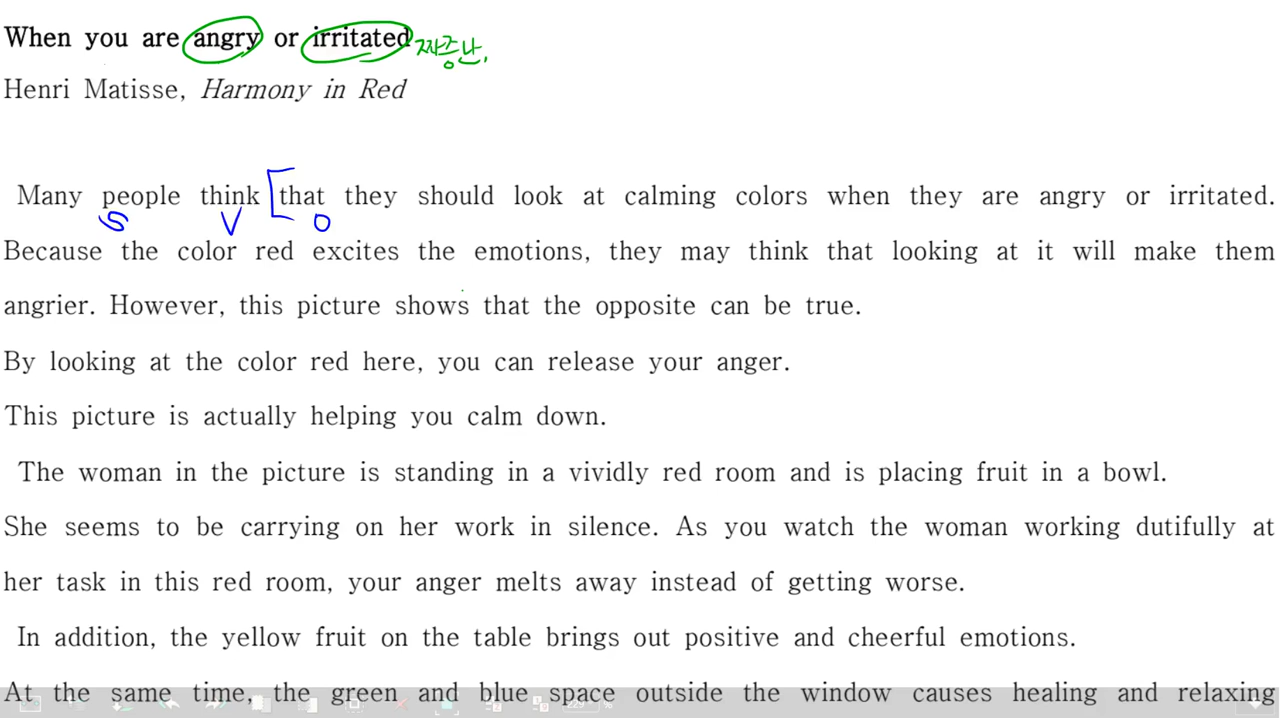 When you are angry or irritated 짜증난,
Henri Matisse, Harmony in Red
Many people think [that they should look at calming colors when they are angry or irritated.
S V O
Because the color red excites the emotions, they may think that looking at it will make them
angrier. However, this picture shows that the opposite can be true.
By looking at the color red here, you can release your anger.
This picture is actually helping you calm down.
The woman in the picture is standing in a vividly red room and is placing fruit in a bowl.
She seems to be carrying on her work in silence. As you watch the woman working dutifully at
her task in this red room, your anger melts away instead of getting worse.
In addition, the yellow fruit on the table brings out positive and cheerful emotions.
At the same time, the green and blue space outside the window causes healing and relaxing